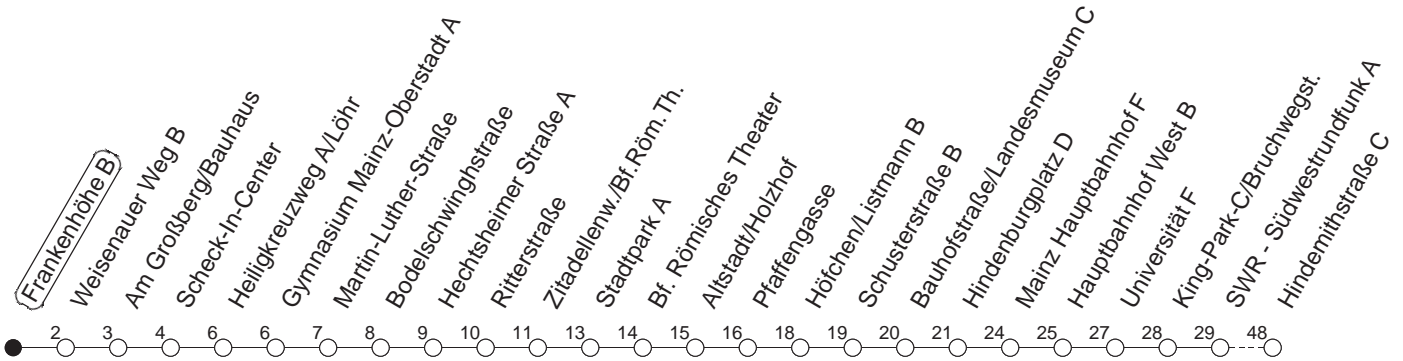 Frankenhöhe B
Weisenauer Weg B
Am Großberg/Bauhaus
Scheck-In-Center
Heiligkreuzweg A/Löhr
Gymnasium Mainz-Oberstadt A
Martin-Luther-Straße
Bodelschwinghstraße
Hechtsheimer Straße A
Ritterstraße
Zitadellenw./Bf.Röm.Th.
Stadtpark A
Bf. Römisches Theater
Altstadt/Holzhof
Pfaffengasse
Höfchen/Listmann B
Schusterstraße B
Bauhofstraße/Landesmuseum C
Hindenburgplatz D
Mainz Hauptbahnhof F
Hauptbahnhof West B
Universität F
King-Park-C/Bruchwegst.
SWR - Südwestrundfunk A
Hindemithstraße C
2 3 4 6 6 7 8 9 10 11 13 14 15 16 18 19 20 21 24 25 27 28 29 48